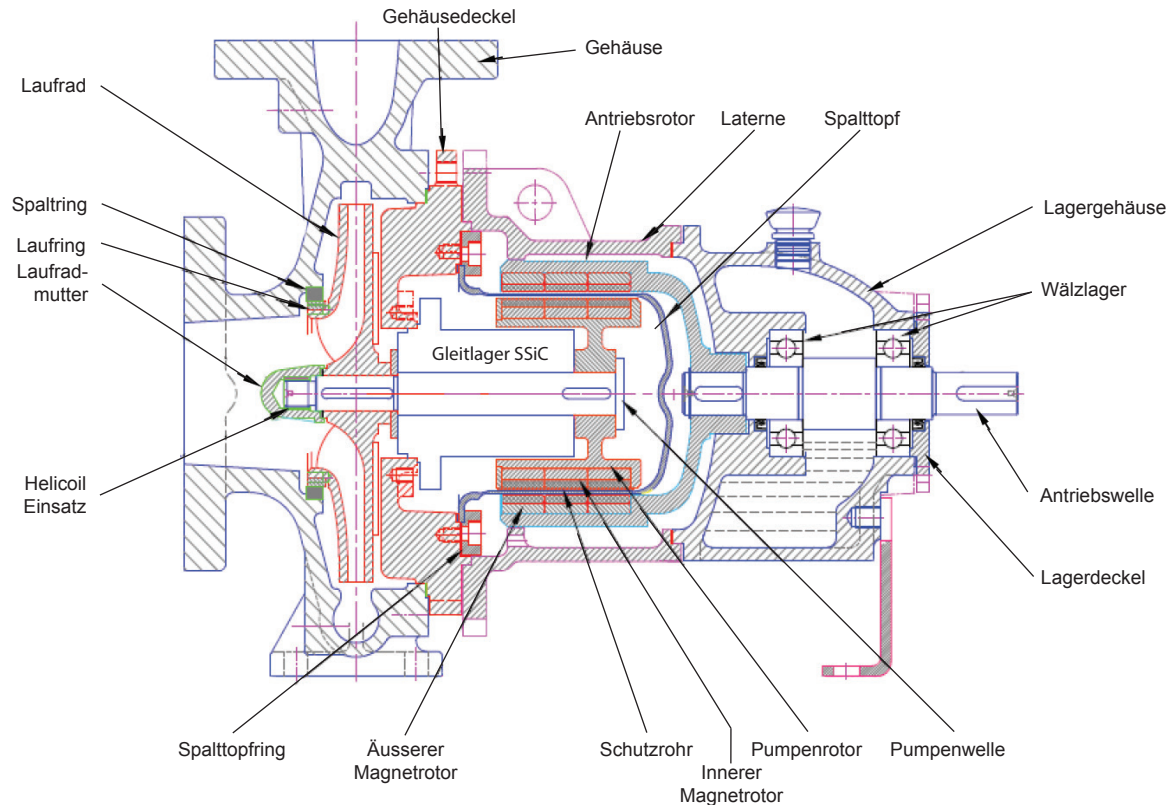 Gehäusedeckel
Gehäuse
Laufrad
Antriebsrotor
Laterne
Spalttopf
Spaltring
Laufring
Laufrad-
mutter
Lagergehäuse
Wälzlager
Gleitlager SSiC
Helicoil
Einsatz
Antriebswelle
Lagerdeckel
Spalttopfring
Äusserer
Magnetrotor
Schutzrohr
Innerer
Magnetrotor
Pumpenrotor
Pumpenwelle